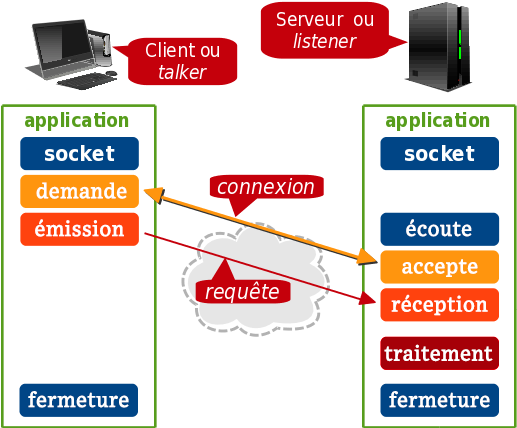 Client ou
talker
Serveur ou
listener
application
socket
demande
émission
fermeture
connexion
requête
application
socket
écoute
accepte
réception
traitement
fermeture